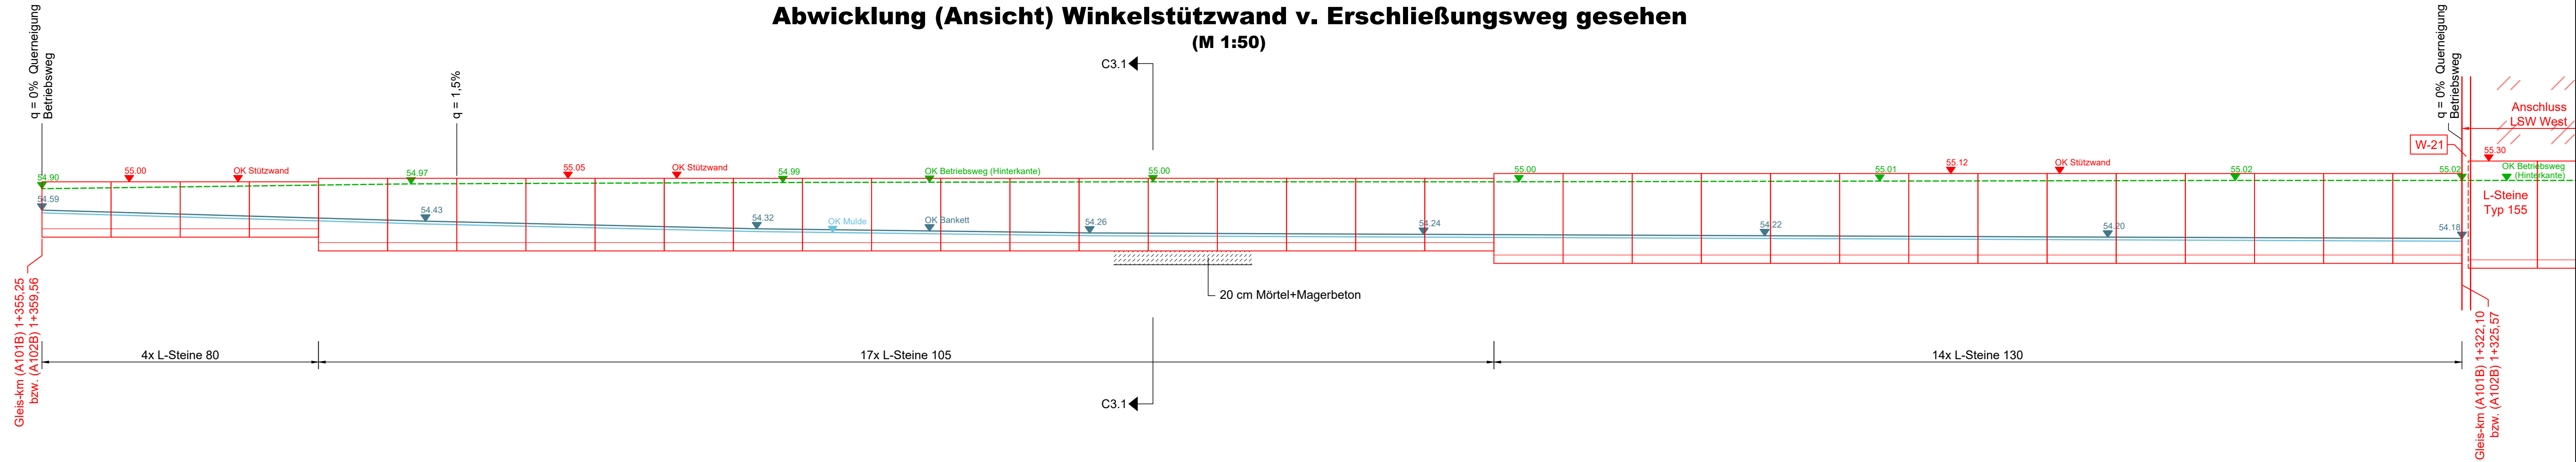 Abwicklung (Ansicht) Winkelstützwand v. Erschließungsweg gesehen
(M 1:50)
q = 0% Querneigung
Betriebsweg
q = 1,5%
C3.1
q = 0% Querneigung
Betriebsweg
Anschluss
LSW West
W-21
54.90
55.00
OK Stützwand
54.97
55.05
OK Stützwand
54.99
OK Betriebsweg (Hinterkante)
55.00
55.00
55.01
55.12
OK Stützwand
55.02
55.02
55.30
OK Betriebsweg
(Hinterkante)
L-Steine
Typ 155
54.59
54.43
54.32
OK Mulde
OK Bankett
54.26
54.24
54.22
54.20
54.18
20 cm Mörtel+Magerbeton
Gleis-km (A101B) 1+355,25
bzw. (A102B) 1+359,56
4x L-Steine 80
17x L-Steine 105
14x L-Steine 130
Gleis-km (A101B) 1+322,10
bzw. (A102B) 1+325,57
C3.1